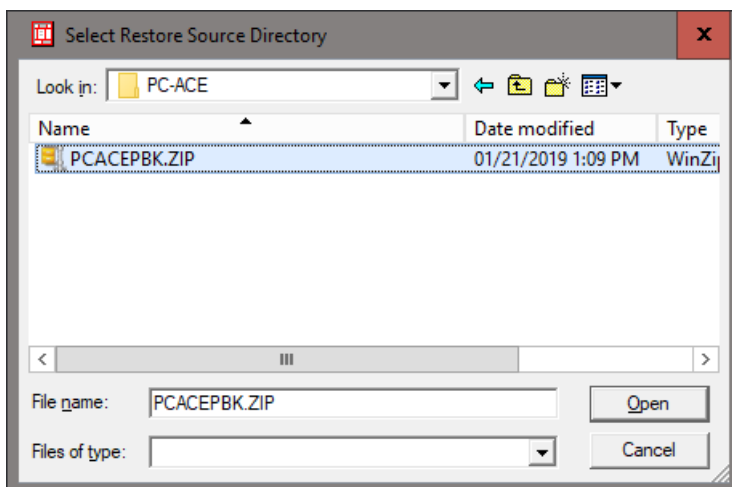 Select Restore Source Directory x
Look in: PC-ACE
Name Date modified Type
PCACEPBK.ZIP 01/21/2019 1:09 PM WinZi
File name: PCACEPBK.ZIP Open
Files of type: Cancel